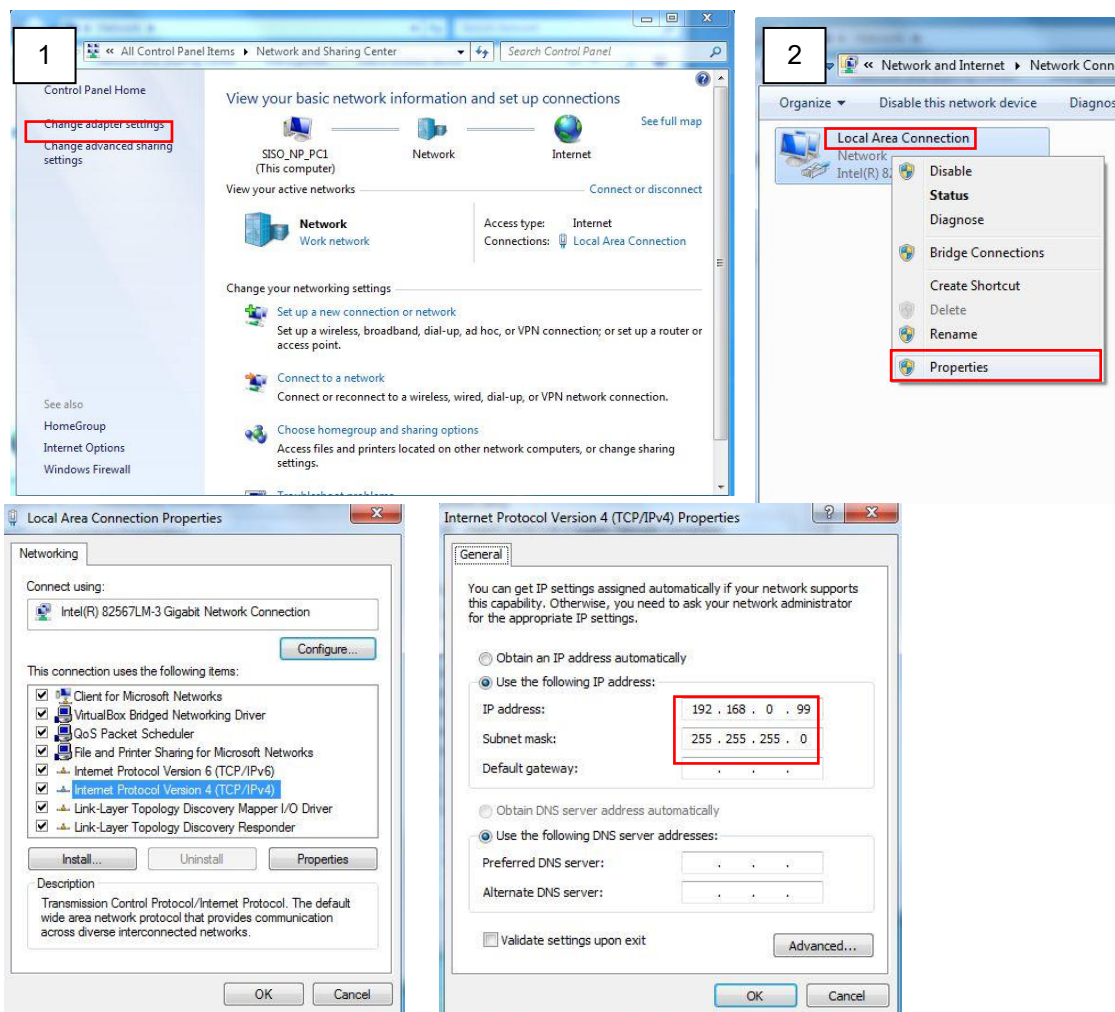 1
« All Control Panel Items ▸ Network and Sharing Center
Search Control Panel
Control Panel Home
Change adapter settings
Change advanced sharing
settings
View your basic network information and set up connections
See full map
SISO_NP_PC1
(This computer)
Network
Internet
View your active networks
Connect or disconnect
Network
Work network
Access type: Internet
Connections: Local Area Connection
Change your networking settings
Set up a new connection or network
Set up a wireless, broadband, dial-up, ad hoc, or VPN connection; or set up a router or
access point.
Connect to a network
Connect or reconnect to a wireless, wired, dial-up, or VPN network connection.
Choose homegroup and sharing options
Access files and printers located on other network computers, or change sharing
settings.
Troubleshoot problems
See also
HomeGroup
Internet Options
Windows Firewall
2
« Network and Internet ▸ Network Conn
Organize Disable this network device Diagnos
Local Area Connection
Network
Intel(R) 8
Disable
Status
Diagnose
Bridge Connections
Create Shortcut
Delete
Rename
Properties
Local Area Connection Properties
Networking
Connect using:
Intel(R) 82567LM-3 Gigabit Network Connection
Configure...
This connection uses the following items:
Client for Microsoft Networks
VirtualBox Bridged Networking Driver
QoS Packet Scheduler
File and Printer Sharing for Microsoft Networks
Internet Protocol Version 6 (TCP/IPv6)
Internet Protocol Version 4 (TCP/IPv4)
Link-Layer Topology Discovery Mapper I/O Driver
Link-Layer Topology Discovery Responder
Install... Uninstall Properties
Description
Transmission Control Protocol/Internet Protocol. The default
wide area network protocol that provides communication
across diverse interconnected networks.
OK Cancel
Internet Protocol Version 4 (TCP/IPv4) Properties
General
You can get IP settings assigned automatically if your network supports
this capability. Otherwise, you need to ask your network administrator
for the appropriate IP settings.
Obtain an IP address automatically
Use the following IP address:
IP address: 192 . 168 . 0 . 99
Subnet mask: 255 . 255 . 255 . 0
Default gateway: . . .
Obtain DNS server address automatically
Use the following DNS server addresses:
Preferred DNS server: . . .
Alternate DNS server: . . .
Validate settings upon exit
Advanced...
OK Cancel